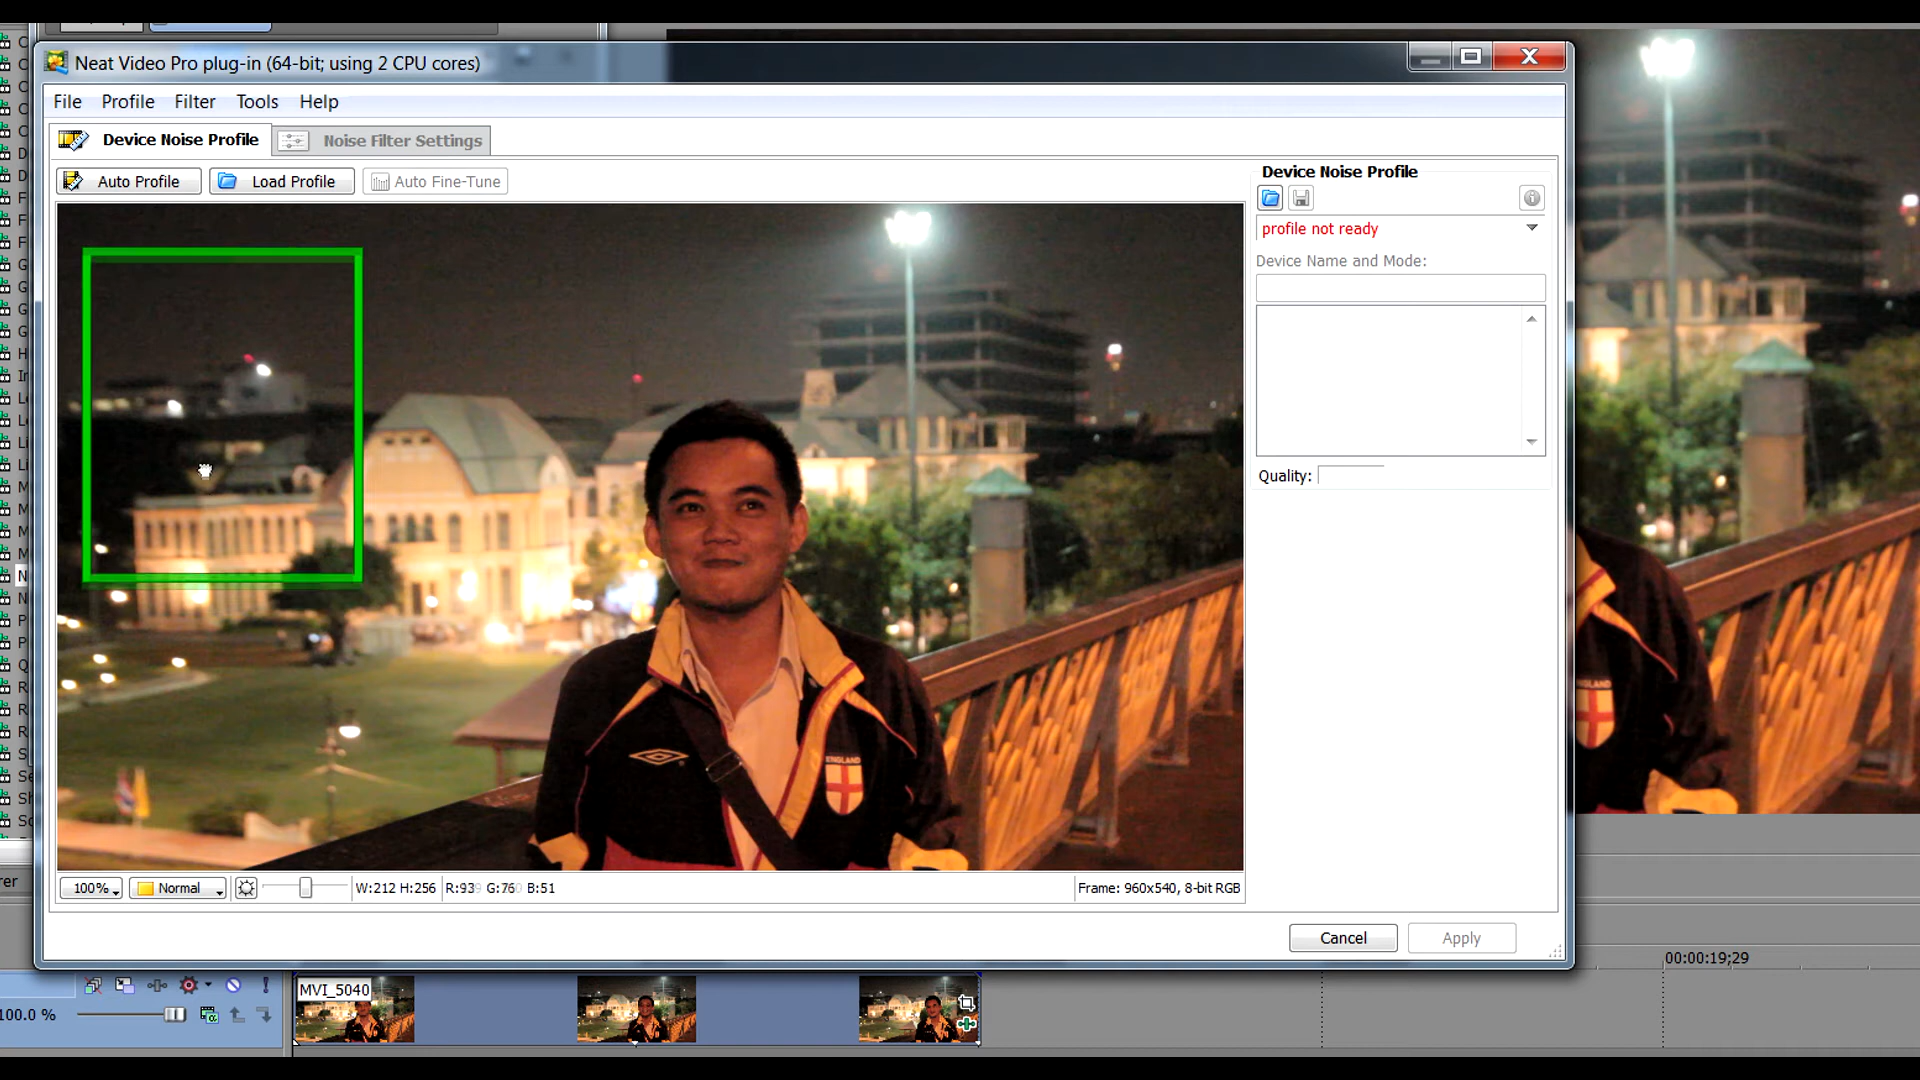 Neat Video Pro plug-in (64-bit; using 2 CPU cores)
File Profile Filter Tools Help
Device Noise Profile
Noise Filter Settings
Auto Profile
Load Profile
Auto Fine-Tune
Device Noise Profile
profile not ready
Device Name and Mode:
Quality:
ENGLAND
ENGLAND
100%
Normal
W:212 H:256
R:93 G:76 B:51
Frame: 960x540, 8-bit RGB
Cancel
Apply
00:00:19;29
MVI_5040
100.0 %